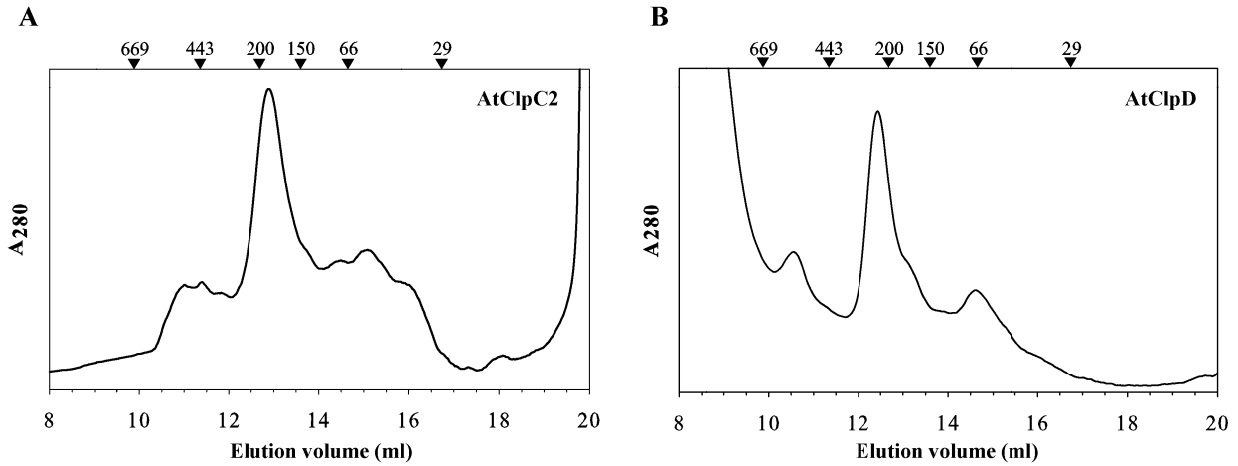 A
669 443 200 150 66 29
AtClpC2
A280
8 10 12 14 16 18 20
Elution volume (ml)
B
669 443 200 150 66 29
AtClpD
A280
8 10 12 14 16 18 20
Elution volume (ml)